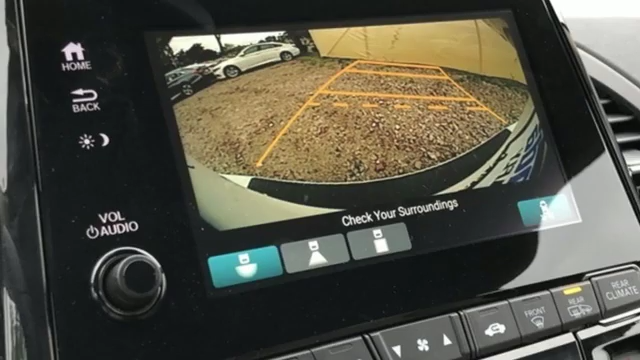 HOME
BACK
VOL
AUDIO
Check Your Surroundings
FRONT
REAR
REAR
CLIMATE